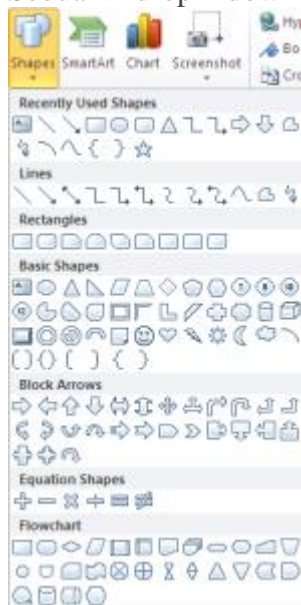 Shapes SmartArt Chart Screenshot
Recently Used Shapes
Lines
Rectangles
Basic Shapes
Block Arrows
Equation Shapes
Flowchart